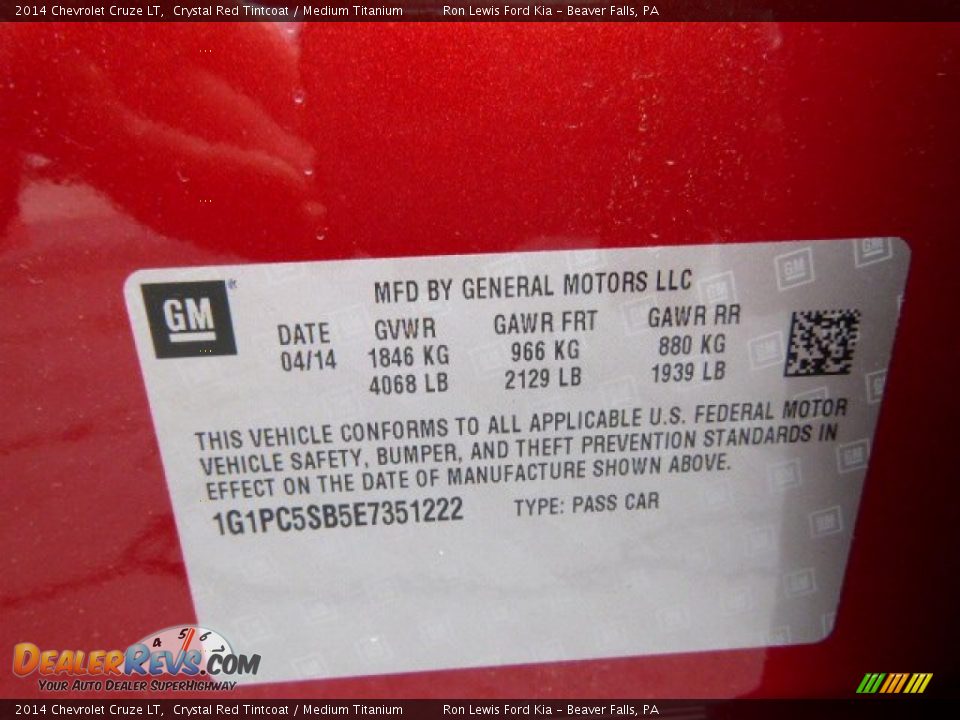 2014 Chevrolet Cruze LT,  Crystal Red Tintcoat / Medium Titanium  Ron Lewis Ford Kia – Beaver Falls, PA
GM
MFD BY GENERAL MOTORS LLC
DATE GVWR GAWR FRT GAWR RR
04/14 1846 KG 966 KG 880 KG
4068 LB 2129 LB 1939 LB
THIS VEHICLE CONFORMS TO ALL APPLICABLE U.S. FEDERAL MOTOR
VEHICLE SAFETY, BUMPER, AND THEFT PREVENTION STANDARDS IN
EFFECT ON THE DATE OF MANUFACTURE SHOWN ABOVE.
1G1PC5SB5E7351222 TYPE: PASS CAR
4 5 6
DEALERREVS.COM
YOUR AUTO DEALER SUPERHIGHWAY
2014 Chevrolet Cruze LT,  Crystal Red Tintcoat / Medium Titanium  Ron Lewis Ford Kia – Beaver Falls, PA